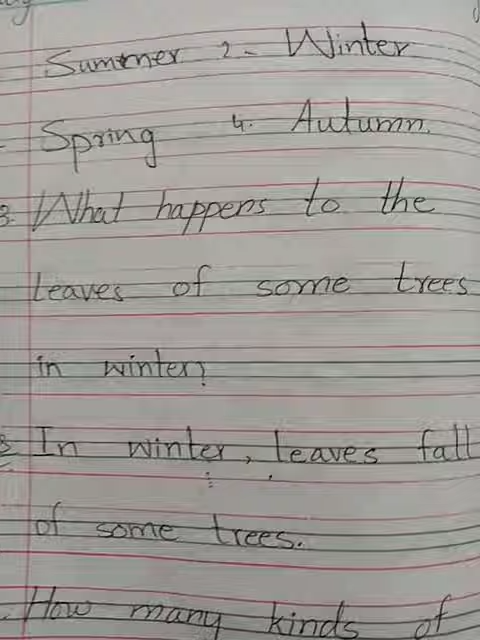 Summer 2- Winter
Spring 4. Autumn.
3. What happens to the
leaves of some trees
in winter?
In winter, leaves fall
of some trees.
How many kinds of